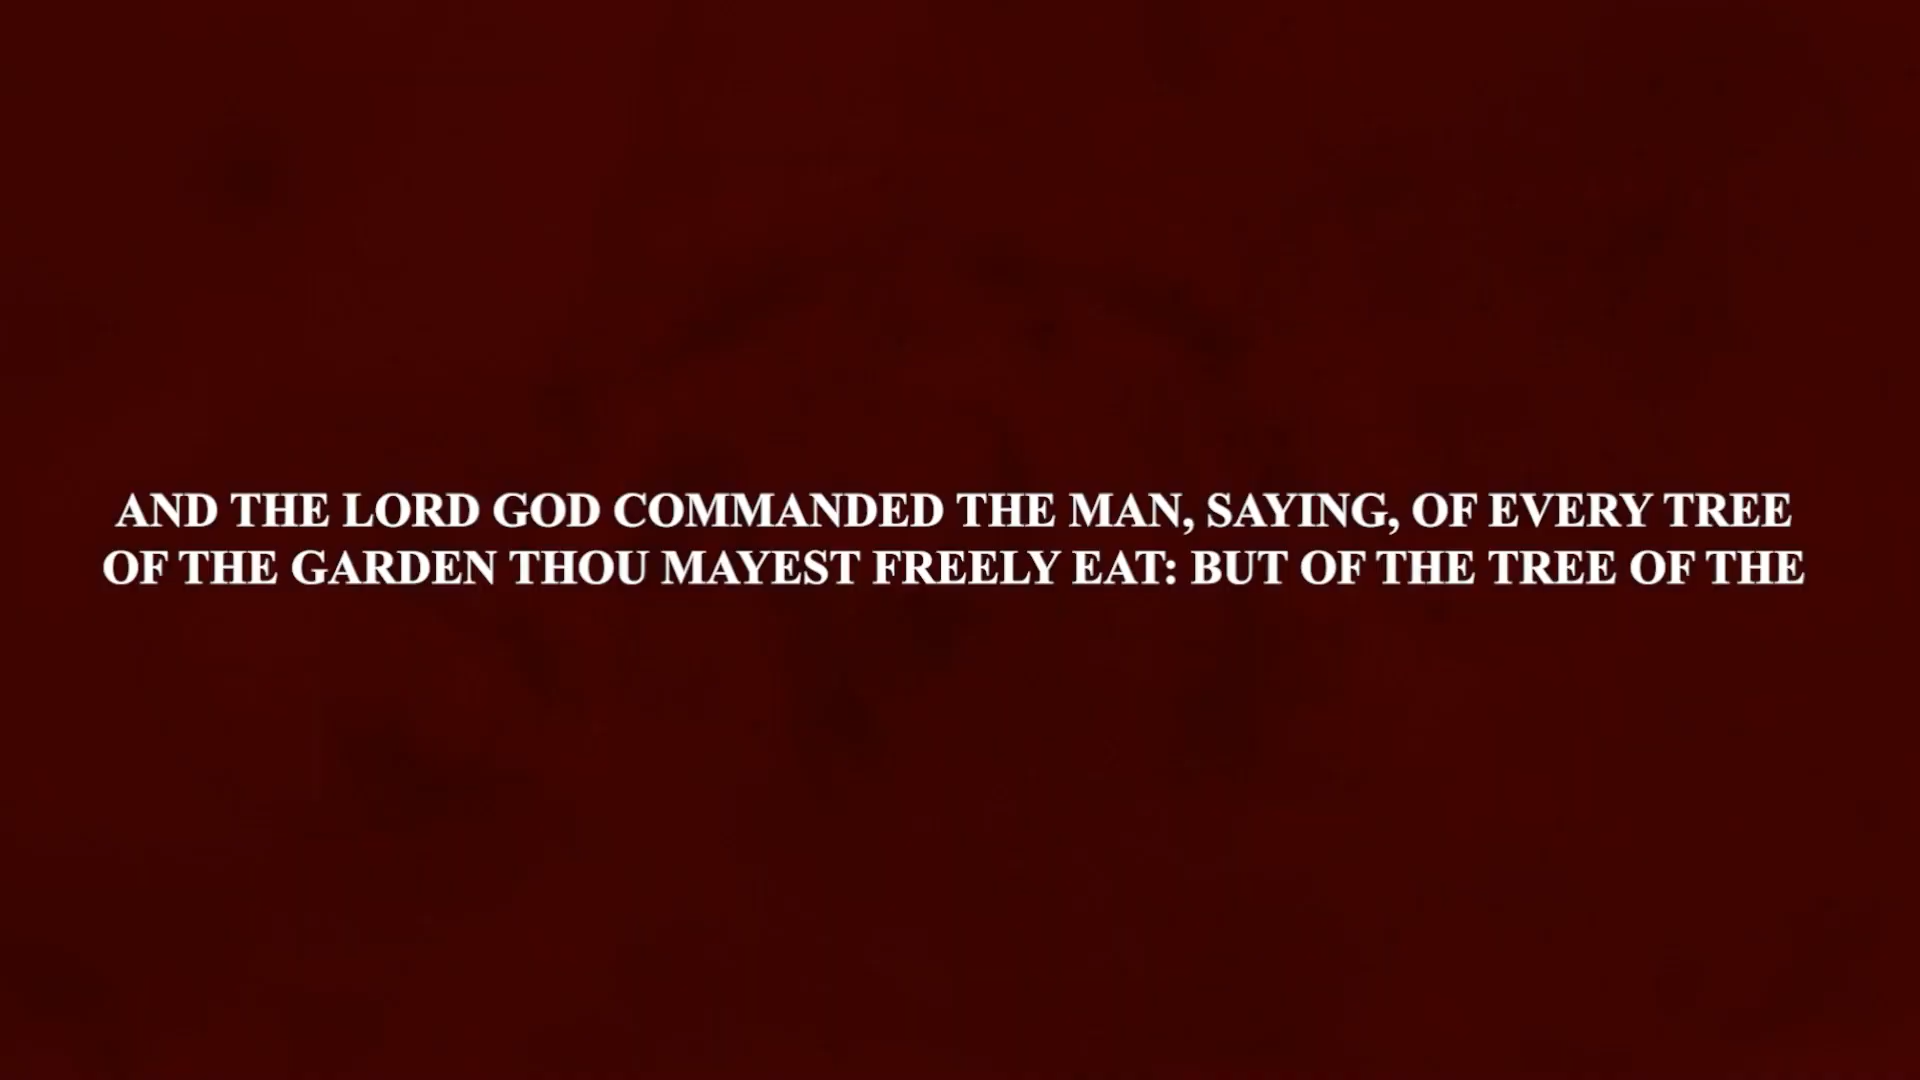 AND THE LORD GOD COMMANDED THE MAN, SAYING, OF EVERY TREE
OF THE GARDEN THOU MAYEST FREELY EAT: BUT OF THE TREE OF THE